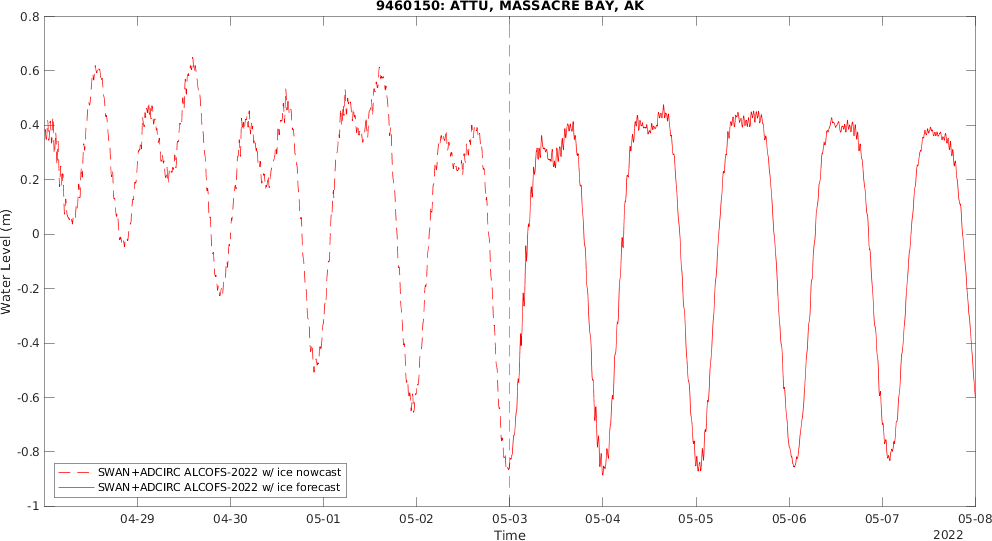 9460150: ATTU, MASSACRE BAY, AK
0.8
0.6
0.4
0.2
0
-0.2
-0.4
-0.6
-0.8
-1
Water Level (m)
SWAN+ADCIRC ALCOFS-2022 w/ ice nowcast
SWAN+ADCIRC ALCOFS-2022 w/ ice forecast
04-29 04-30 05-01 05-02 05-03 05-04 05-05 05-06 05-07 05-08
Time
2022